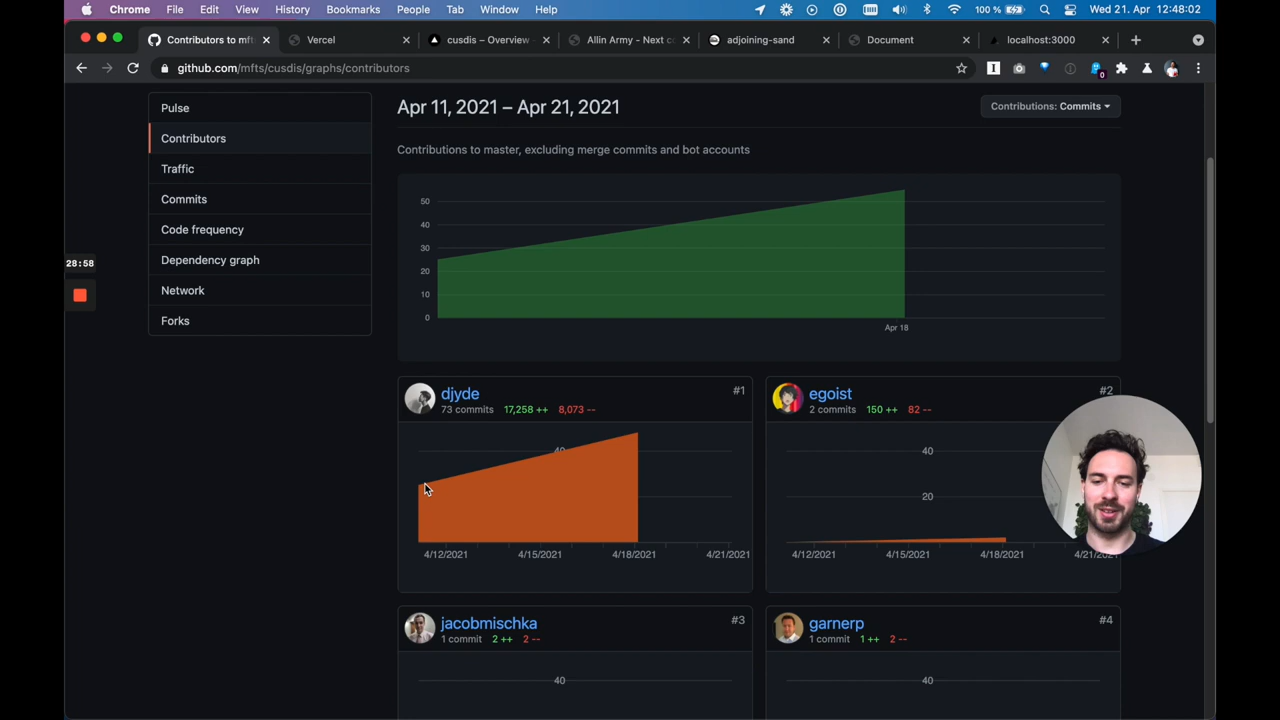 Chrome File Edit View History Bookmarks People Tab Window Help 100 % Wed 21. Apr 12:48:02
Contributors to mft Vercel cusdis – Overview Allin Army - Next c adjoining-sand Document localhost:3000
github.com/mfts/cusdis/graphs/contributors
0
Pulse
Contributors
Traffic
Commits
Code frequency
Dependency graph
Network
Forks
28:58
Apr 11, 2021 – Apr 21, 2021
Contributions: Commits
Contributions to master, excluding merge commits and bot accounts
50
40
30
20
10
0
Apr 18
djyde #1
73 commits 17,258 ++ 8,073 --
40
4/12/2021 4/15/2021 4/18/2021 4/21/2021
egoist #2
2 commits 150 ++ 82 --
40
20
4/12/2021 4/15/2021 4/18/2021 4/21/2021
jacobmischka #3
1 commit 2 ++ 2 --
40
garnerp #4
1 commit 1 ++ 2 --
40